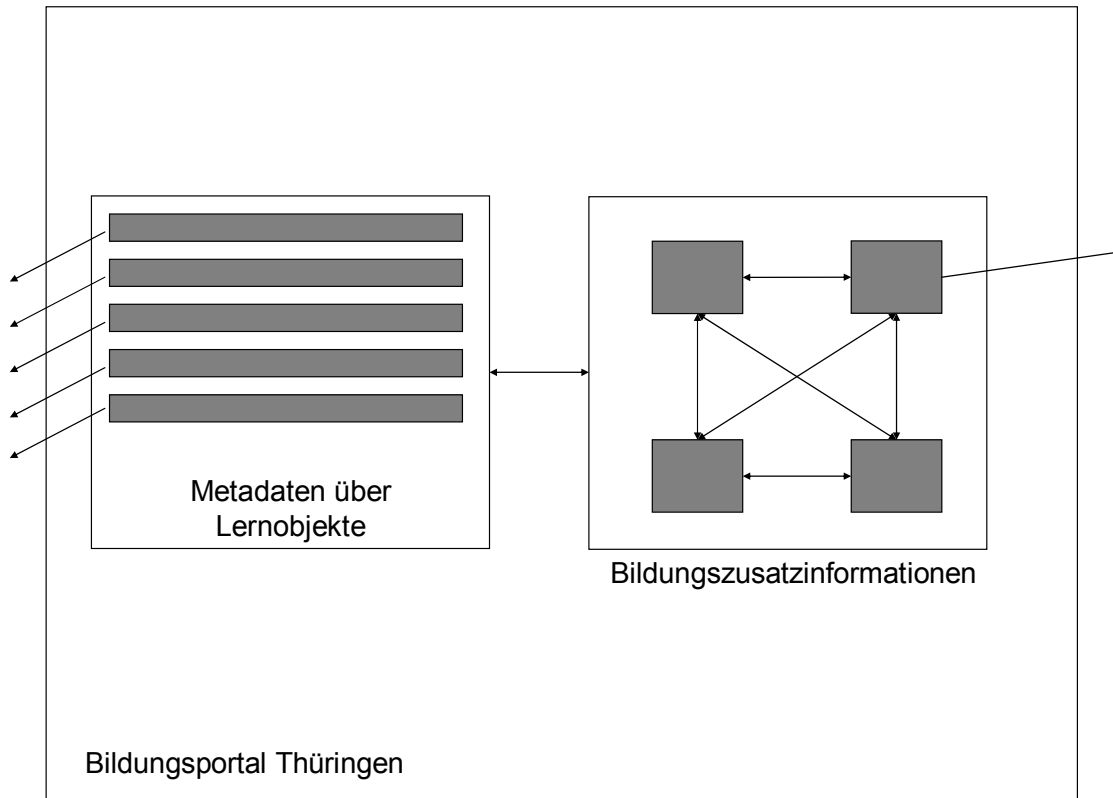 Metadaten über
Lernobjekte
Bildungszusatzinformationen
Bildungsportal Thüringen